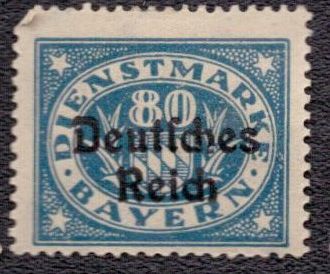 DIENSTMARKE
80
Deutſches
Reich
BAYERN